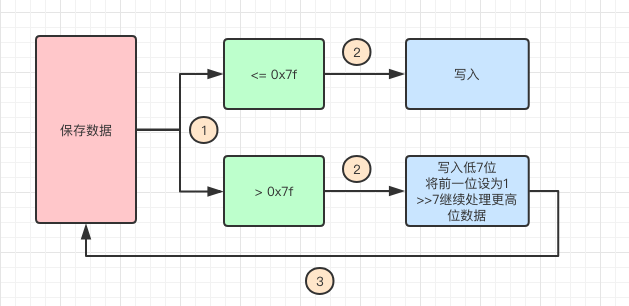 保存数据
1
<= 0x7f
2
写入
> 0x7f
2
写入低7位
将前一位设为1
>>7继续处理更高
位数据
3